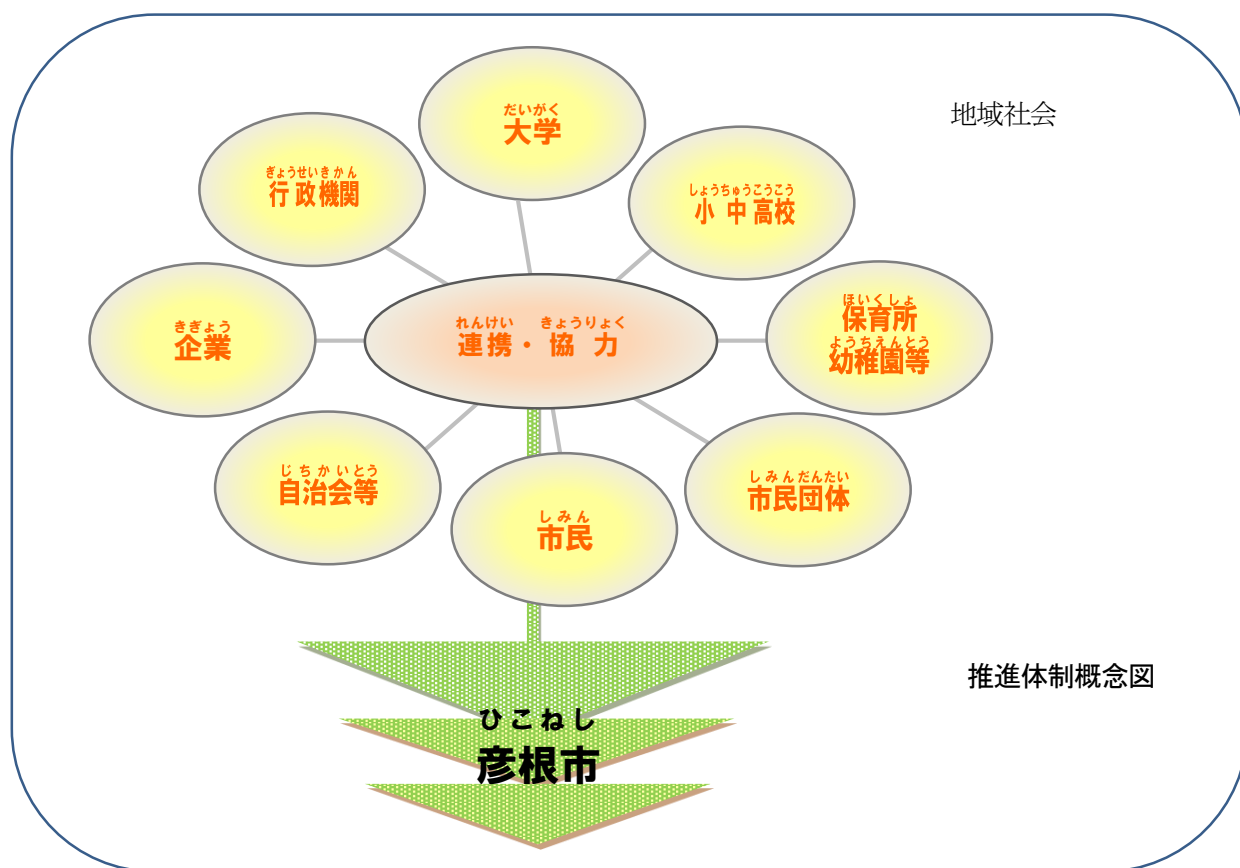 だいがく
大学
地域社会
ぎょうせいきかん
行政機関
しょうちゅうこうこう
小中高校
きぎょう
企業
れんけい きょうりょく
連携・協力
ほいくしょ
保育所
ようちえんとう
幼稚園等
じちかいとう
自治会等
しみん
市民
しみんだんたい
市民団体
推進体制概念図
ひこねし
彦根市